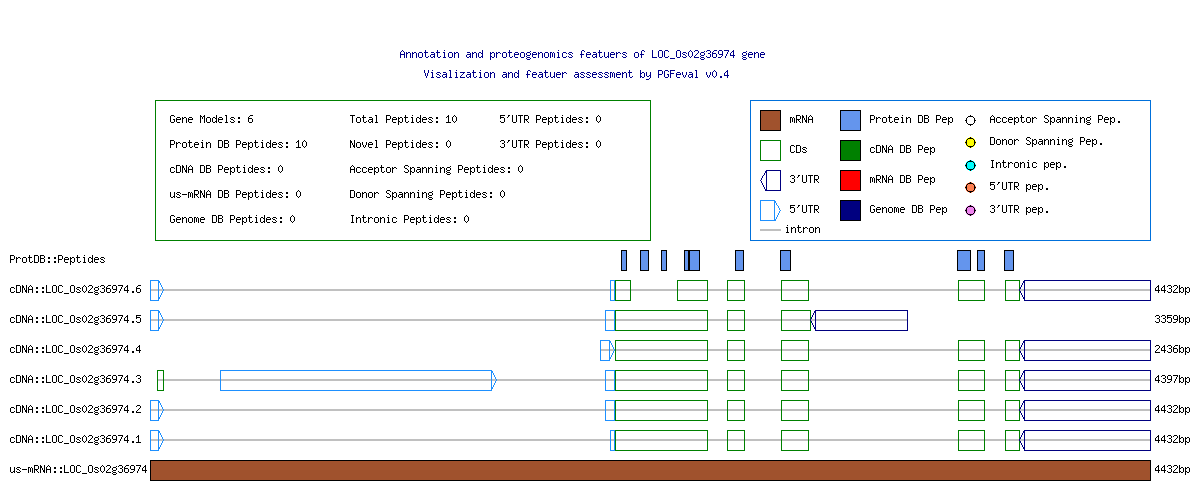 Annotation and proteogenomics featuers of LOC_Os02g36974 gene
Visalization and featuer assessment by PGFeval v0.4
Gene Models: 6 Total Peptides: 10 5'UTR Peptides: 0
Protein DB Peptides: 10 Novel Peptides: 0 3'UTR Peptides: 0
cDNA DB Peptides: 0 Acceptor Spanning Peptides: 0
us-mRNA DB Peptides: 0 Donor Spanning Peptides: 0
Genome DB Peptides: 0 Intronic Peptides: 0
mRNA Protein DB Pep Acceptor Spanning Pep.
Donor Spanning Pep.
CDs cDNA DB Pep
Intronic pep.
3'UTR mRNA DB Pep 5'UTR pep.
5'UTR Genome DB Pep 3'UTR pep.
intron
ProtDB::Peptides
cDNA::LOC_Os02g36974.6 4432bp
cDNA::LOC_Os02g36974.5 3359bp
cDNA::LOC_Os02g36974.4 2436bp
cDNA::LOC_Os02g36974.3 4397bp
cDNA::LOC_Os02g36974.2 4432bp
cDNA::LOC_Os02g36974.1 4432bp
us-mRNA::LOC_Os02g36974 4432bp